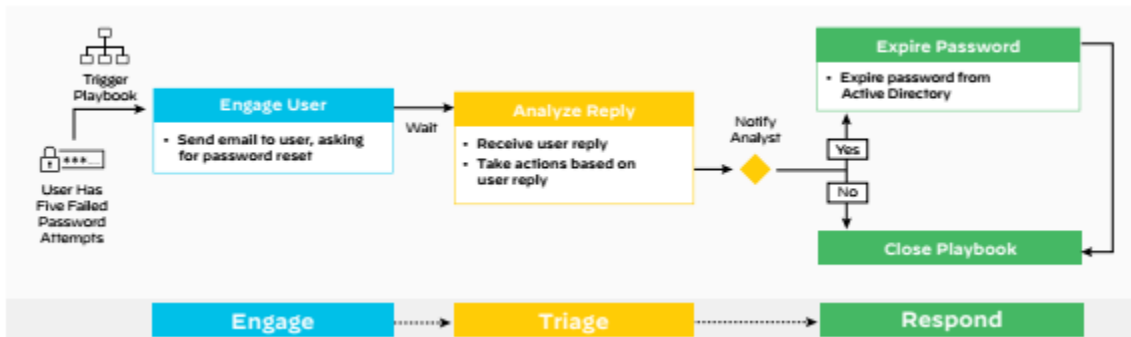 Trigger
Playbook
***...
User Has
Five Failed
Password
Attempts
Engage User
• Send email to user, asking
for password reset
Wait
Analyze Reply
• Receive user reply
• Take actions based on
user reply
Notify
Analyst
Yes
No
Expire Password
• Expire password from
Active Directory
Close Playbook
Engage
Triage
Respond